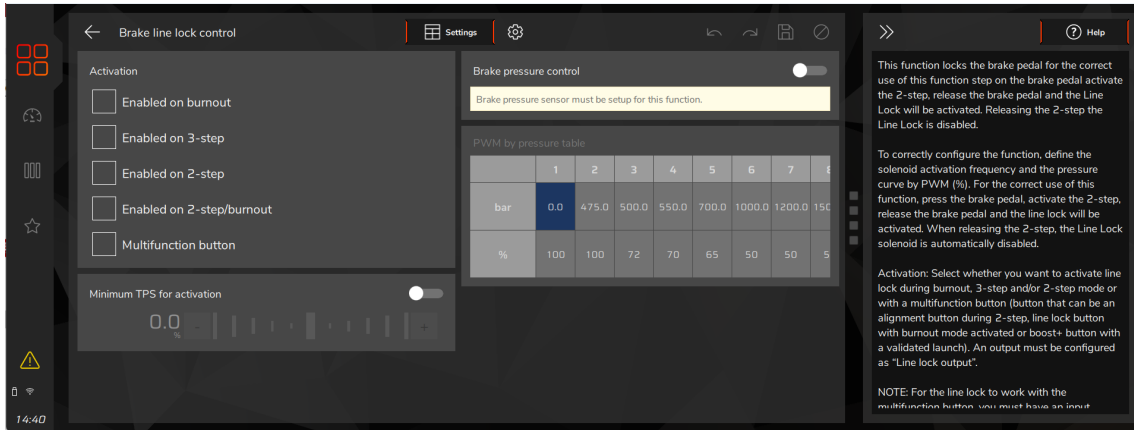 Brake line lock control
Settings
Activation
Enabled on burnout
Enabled on 3-step
Enabled on 2-step
Enabled on 2-step/burnout
Multifunction button
Minimum TPS for activation
0.0
%
-
+
Brake pressure control
Brake pressure sensor must be setup for this function.
PWM by pressure table
1 2 3 4 5 6 7
bar 0.0 475.0 500.0 550.0 700.0 1000.0 1200.0
% 100 100 72 70 65 50 50
Help
This function locks the brake pedal for the correct
use of this function step on the brake pedal activate
the 2-step, release the brake pedal and the Line
Lock will be activated. Releasing the 2-step the
Line Lock is disabled.
To correctly configure the function, define the
solenoid activation frequency and the pressure
curve by PWM (%). For the correct use of this
function, press the brake pedal, activate the 2-step,
release the brake pedal and the line lock will be
activated. When releasing the 2-step, the Line Lock
solenoid is automatically disabled.
Activation: Select whether you want to activate line
lock during burnout, 3-step and/or 2-step mode or
with a multifunction button (button that can be an
alignment button during 2-step, line lock button
with burnout mode activated or boost+ button with
a validated launch). An output must be configured
as “Line lock output”.
NOTE: For the line lock to work with the
multifunction button, you must have an input
14:40